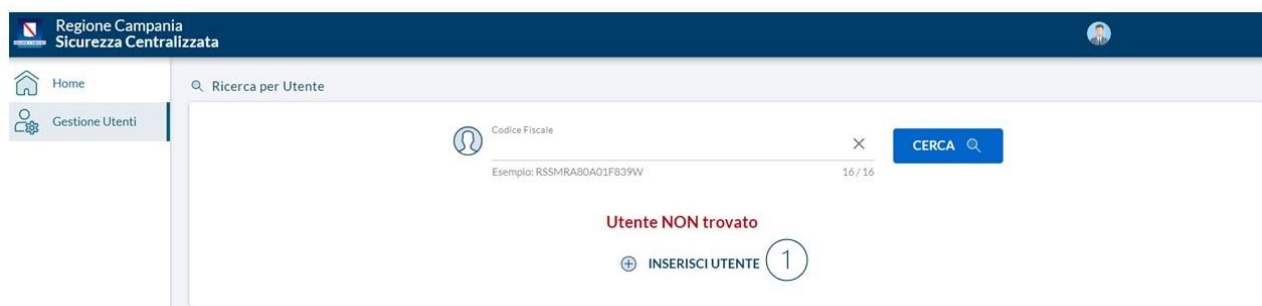 Regione Campania
Sicurezza Centralizzata
Home
Gestione Utenti
Ricerca per Utente
Codice Fiscale
CERCA
Esempio: RSSMRA80A01F839W
16 / 16
Utente NON trovato
INSERISCI UTENTE 1